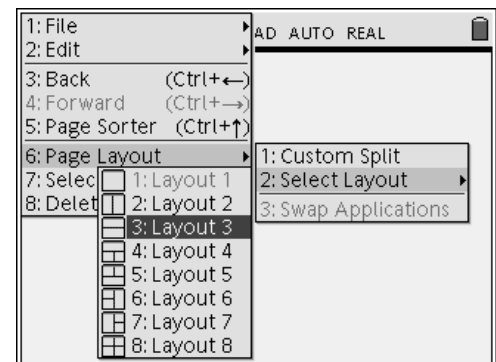 1: File
2: Edit
AD AUTO REAL
3: Back (Ctrl+←)
4: Forward (Ctrl+→)
5: Page Sorter (Ctrl+↑)
6: Page Layout
7: Selec
8: Delet
1: Custom Split
2: Select Layout
3: Swap Applications
1: Layout 1
2: Layout 2
3: Layout 3
4: Layout 4
5: Layout 5
6: Layout 6
7: Layout 7
8: Layout 8